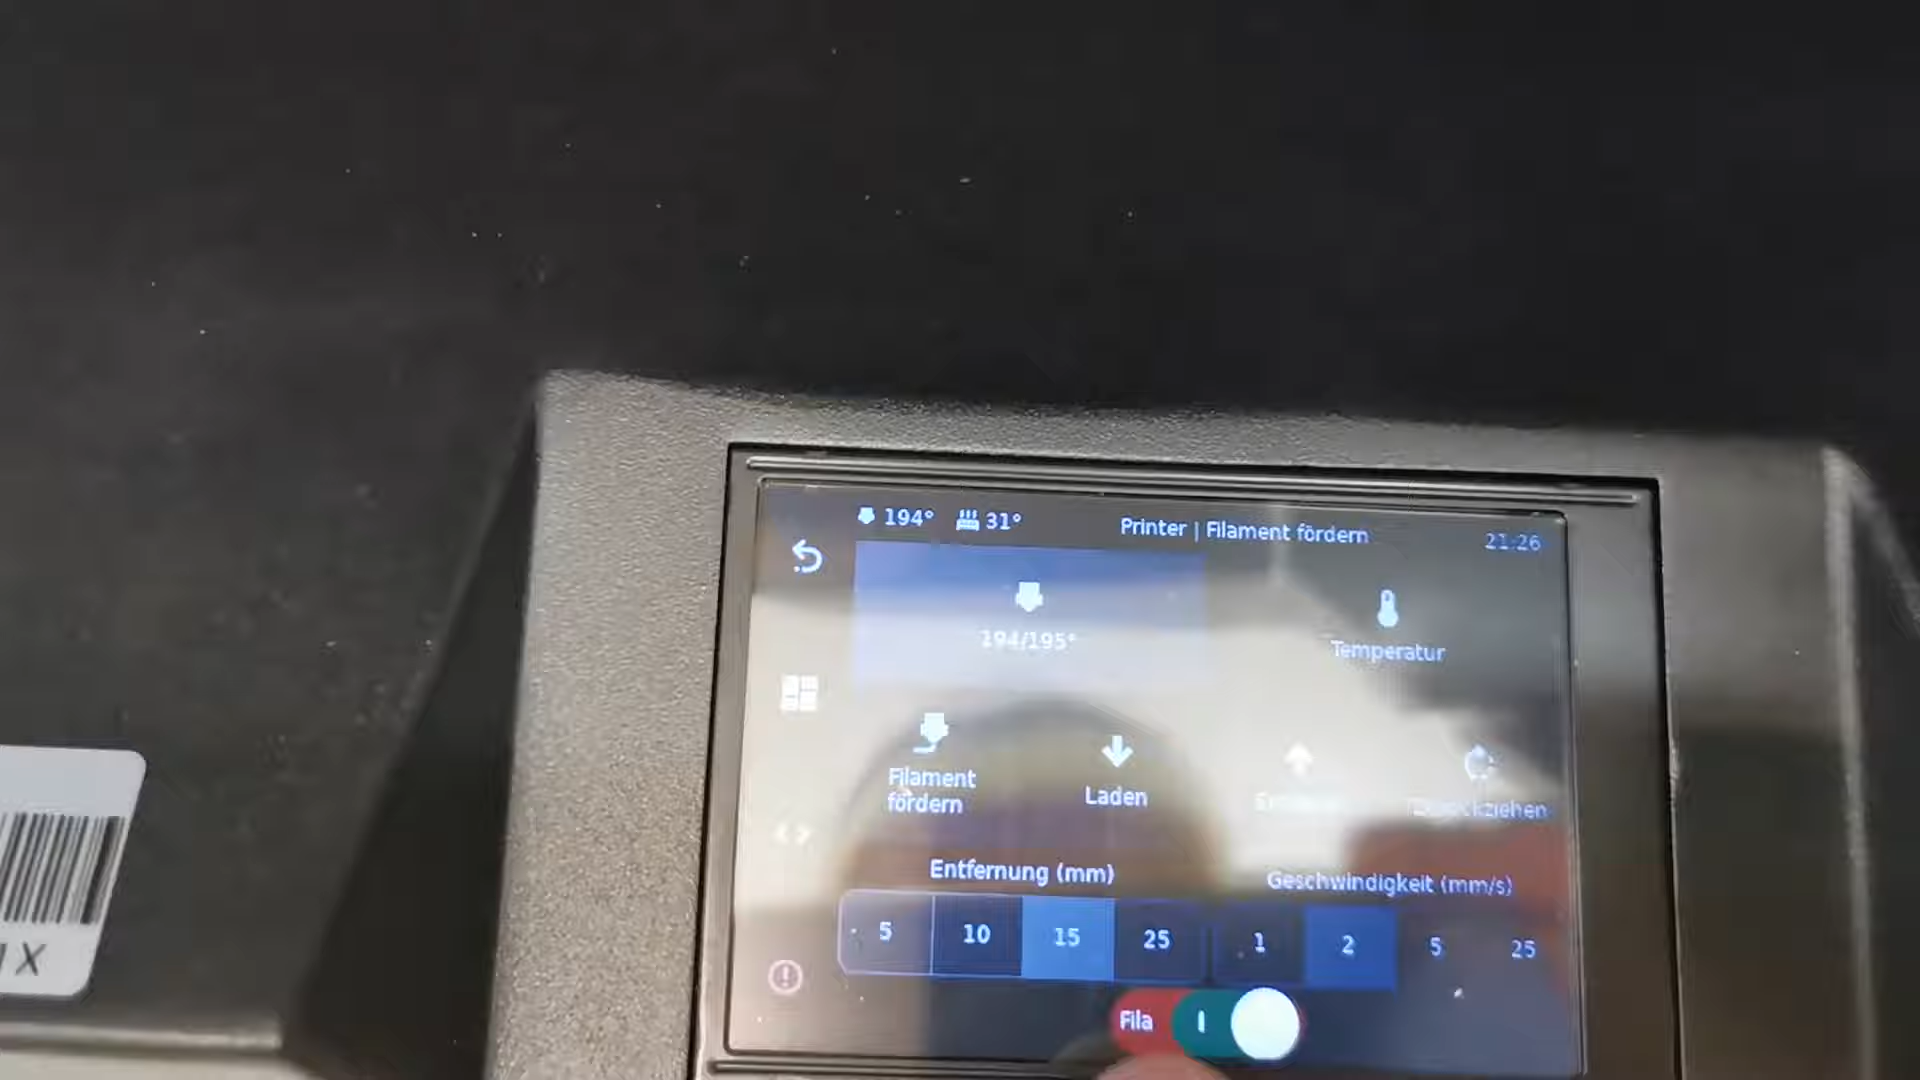 194° 31° Printer | Filament fördern 21:26
194/195° Temperatur
Filament
fördern
Laden
Entfernung (mm) Geschwindigkeit (mm/s)
5 10 15 25 1 2 5 25
Fila
X